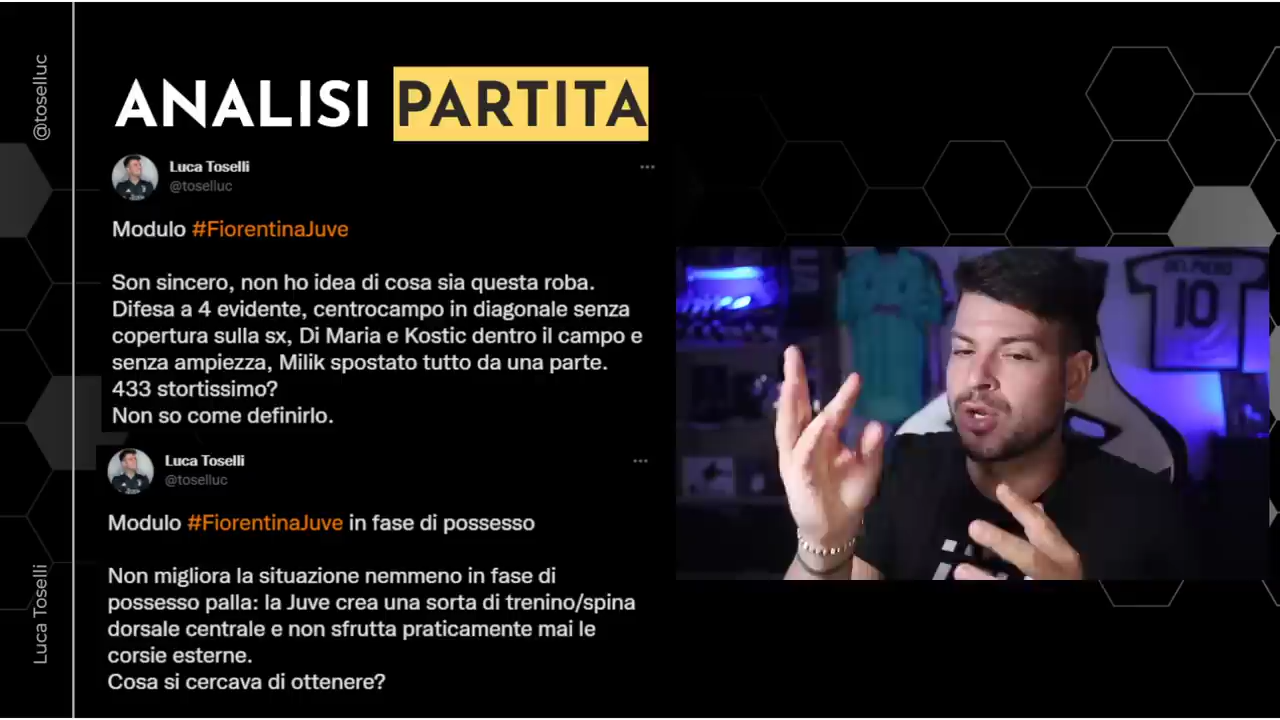 @toselluc
ANALISI PARTITA
Luca Toselli
@toselluc
Modulo #FiorentinaJuve
Son sincero, non ho idea di cosa sia questa roba.
Difesa a 4 evidente, centrocampo in diagonale senza
copertura sulla sx, Di Maria e Kostic dentro il campo e
senza ampiezza, Milik spostato tutto da una parte.
433 stortissimo?
Non so come definirlo.
Luca Toselli
@toselluc
Modulo #FiorentinaJuve in fase di possesso
Non migliora la situazione nemmeno in fase di
possesso palla: la Juve crea una sorta di trenino/spina
dorsale centrale e non sfrutta praticamente mai le
corsie esterne.
Cosa si cercava di ottenere?
Luca Toselli
DEL PIERO
10